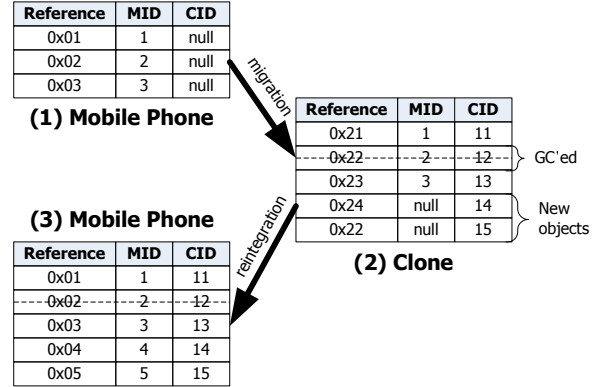 Reference MID CID
0x01 1 null
0x02 2 null
0x03 3 null
(1) Mobile Phone
migration
Reference MID CID
0x21 1 11
0x22 2 12
0x23 3 13
0x24 null 14
0x22 null 15
GC'ed
New
objects
(2) Clone
reintegration
(3) Mobile Phone
Reference MID CID
0x01 1 11
0x02 2 12
0x03 3 13
0x04 4 14
0x05 5 15